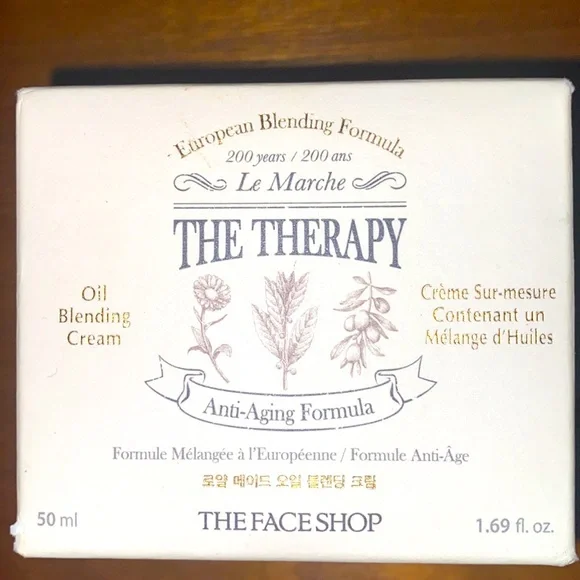 European Blending Formula
200 years / 200 ans
Le Marche
THE THERAPY
Oil
Blending
Cream
Crème Sur-mesure
Contenant un
Mélange d'Huiles
Anti-Aging Formula
Formule Mélangée à l'Européenne / Formule Anti-Âge
로얄 메이드 오일 블렌딩 크림
50 ml
THE FACE SHOP
1.69 fl. oz.